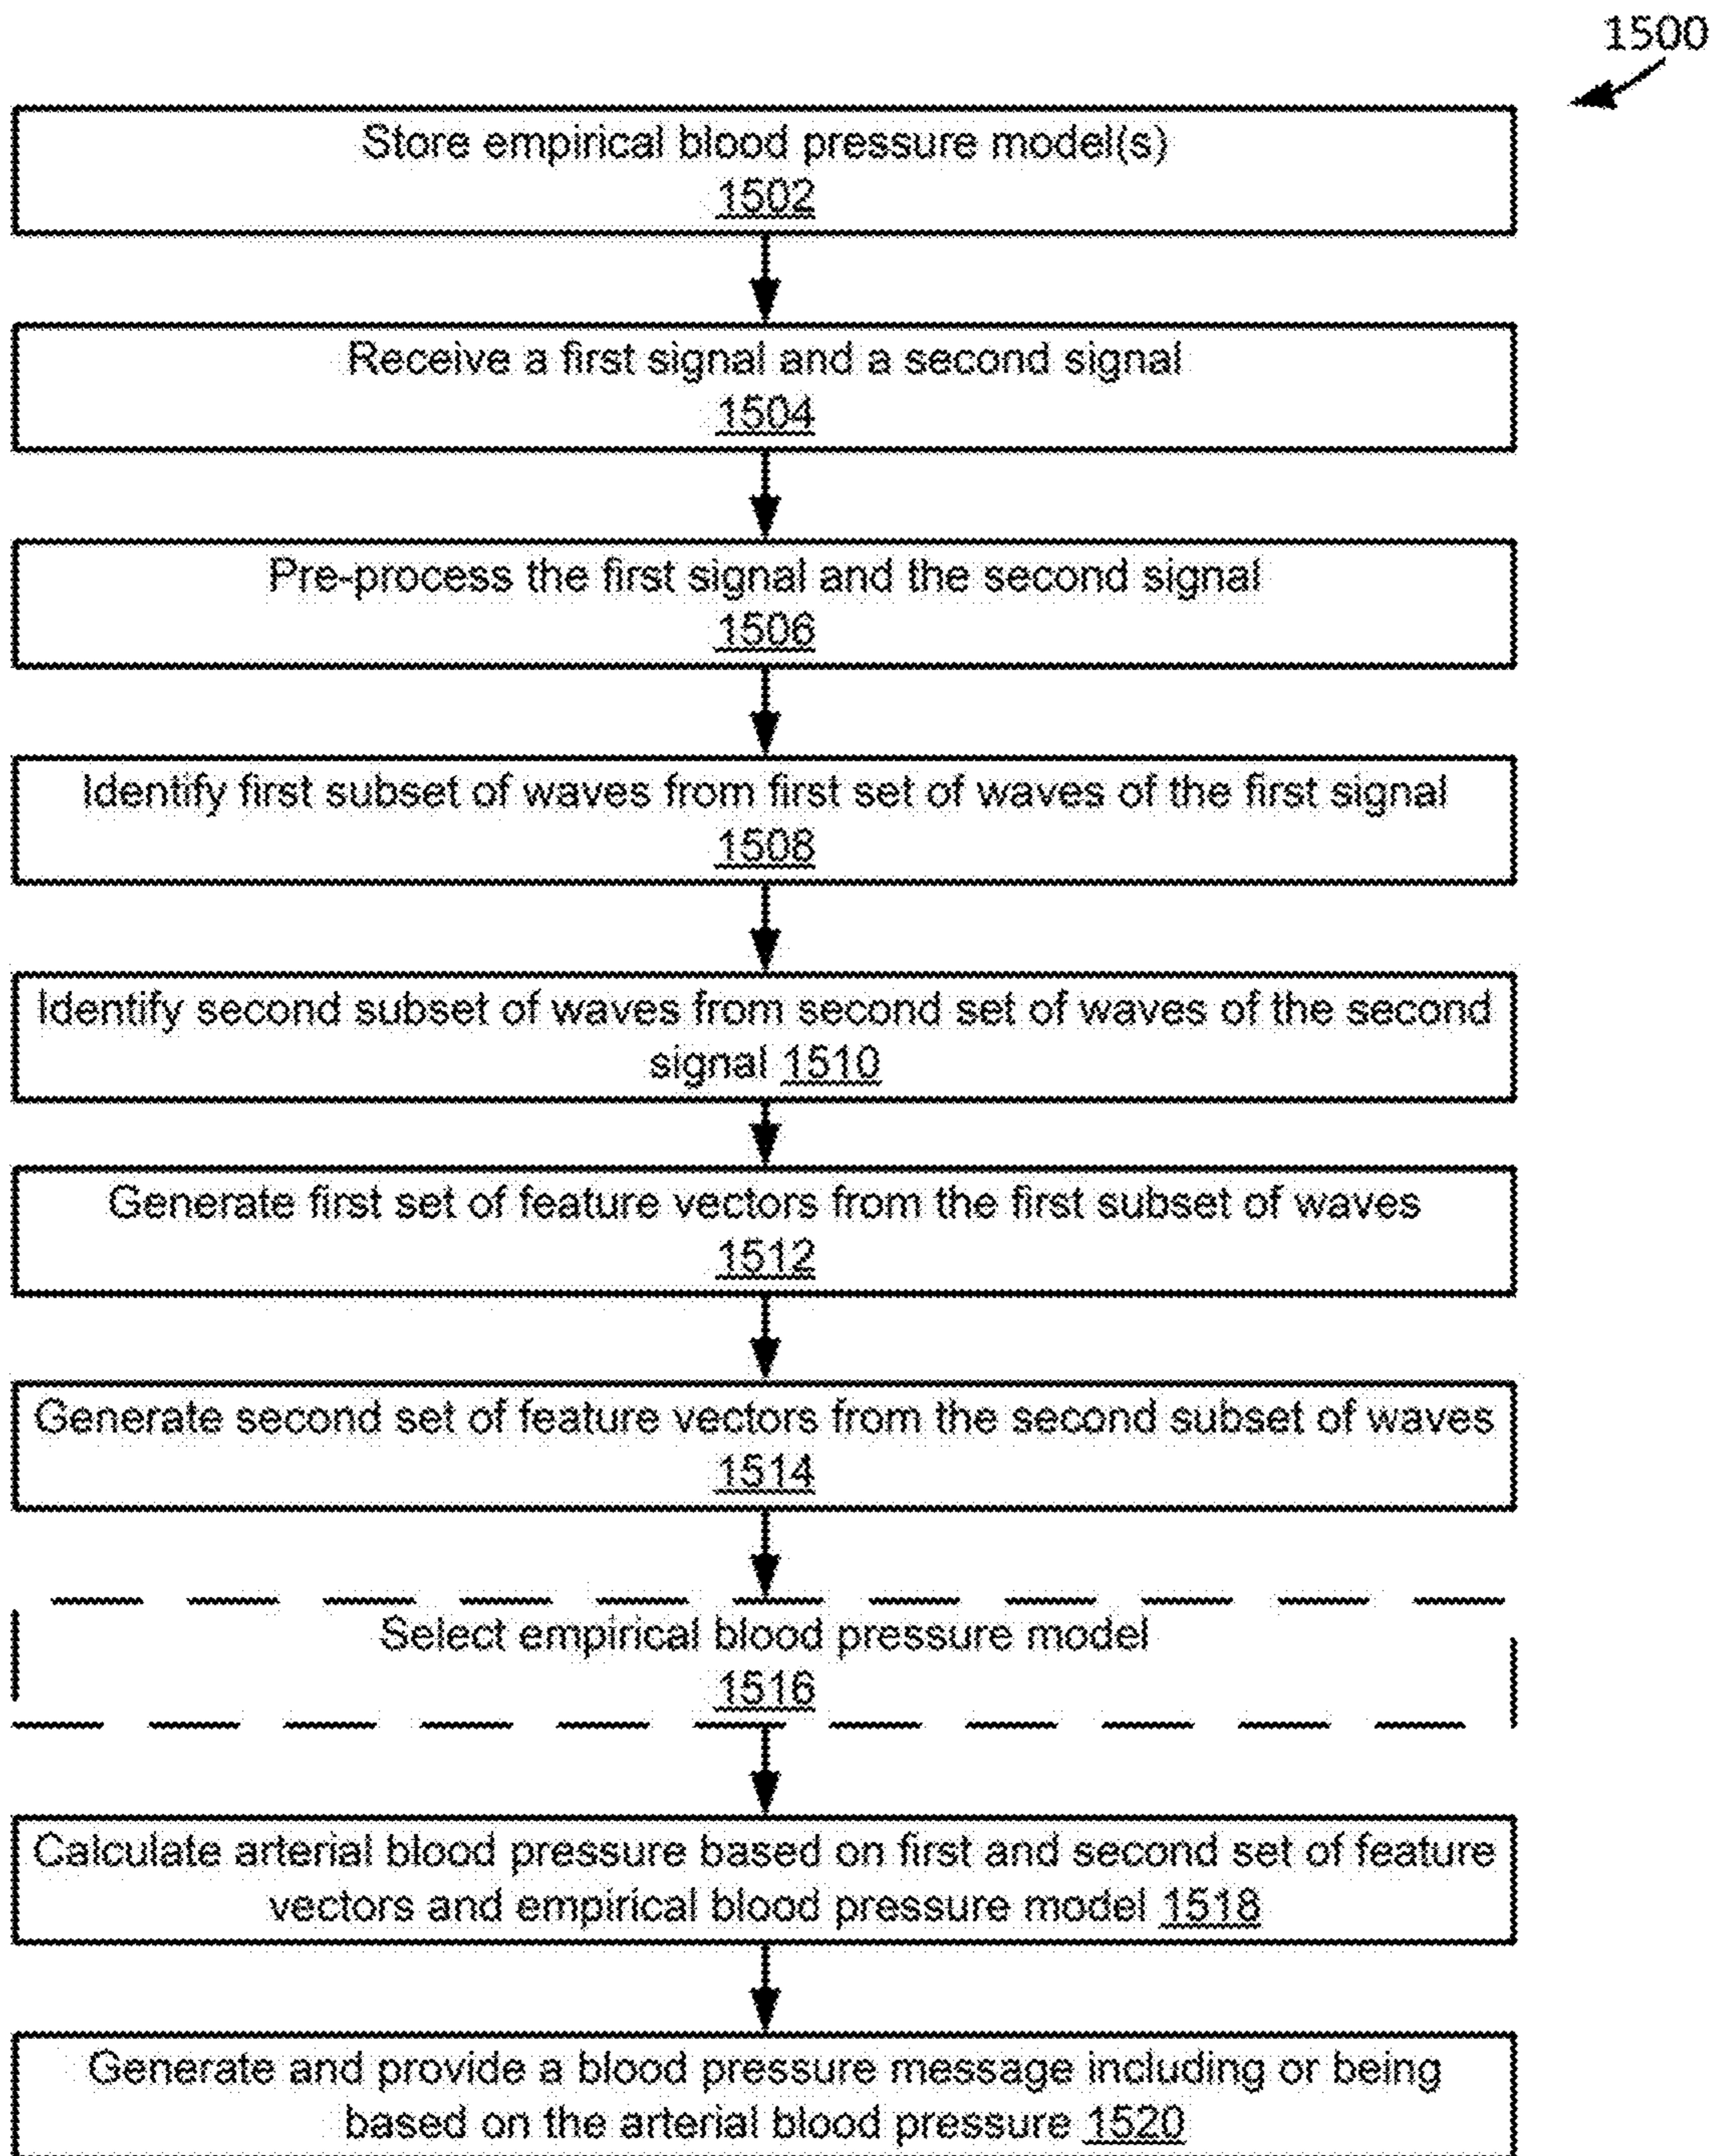 1500
Store empirical blood pressure model(s)
1502
Receive a first signal and a second signal
1504
Pre-process the first signal and the second signal
1506
Identify first subset of waves from first set of waves of the first signal
1508
Identify second subset of waves from second set of waves of the second
signal 1510
Generate first set of feature vectors from the first subset of waves
1512
Generate second set of feature vectors from the second subset of waves
1514
Select empirical blood pressure model
1516
Calculate arterial blood pressure based on first and second set of feature
vectors and empirical blood pressure model 1518
Generate and provide a blood pressure message including or being
based on the arterial blood pressure 1520